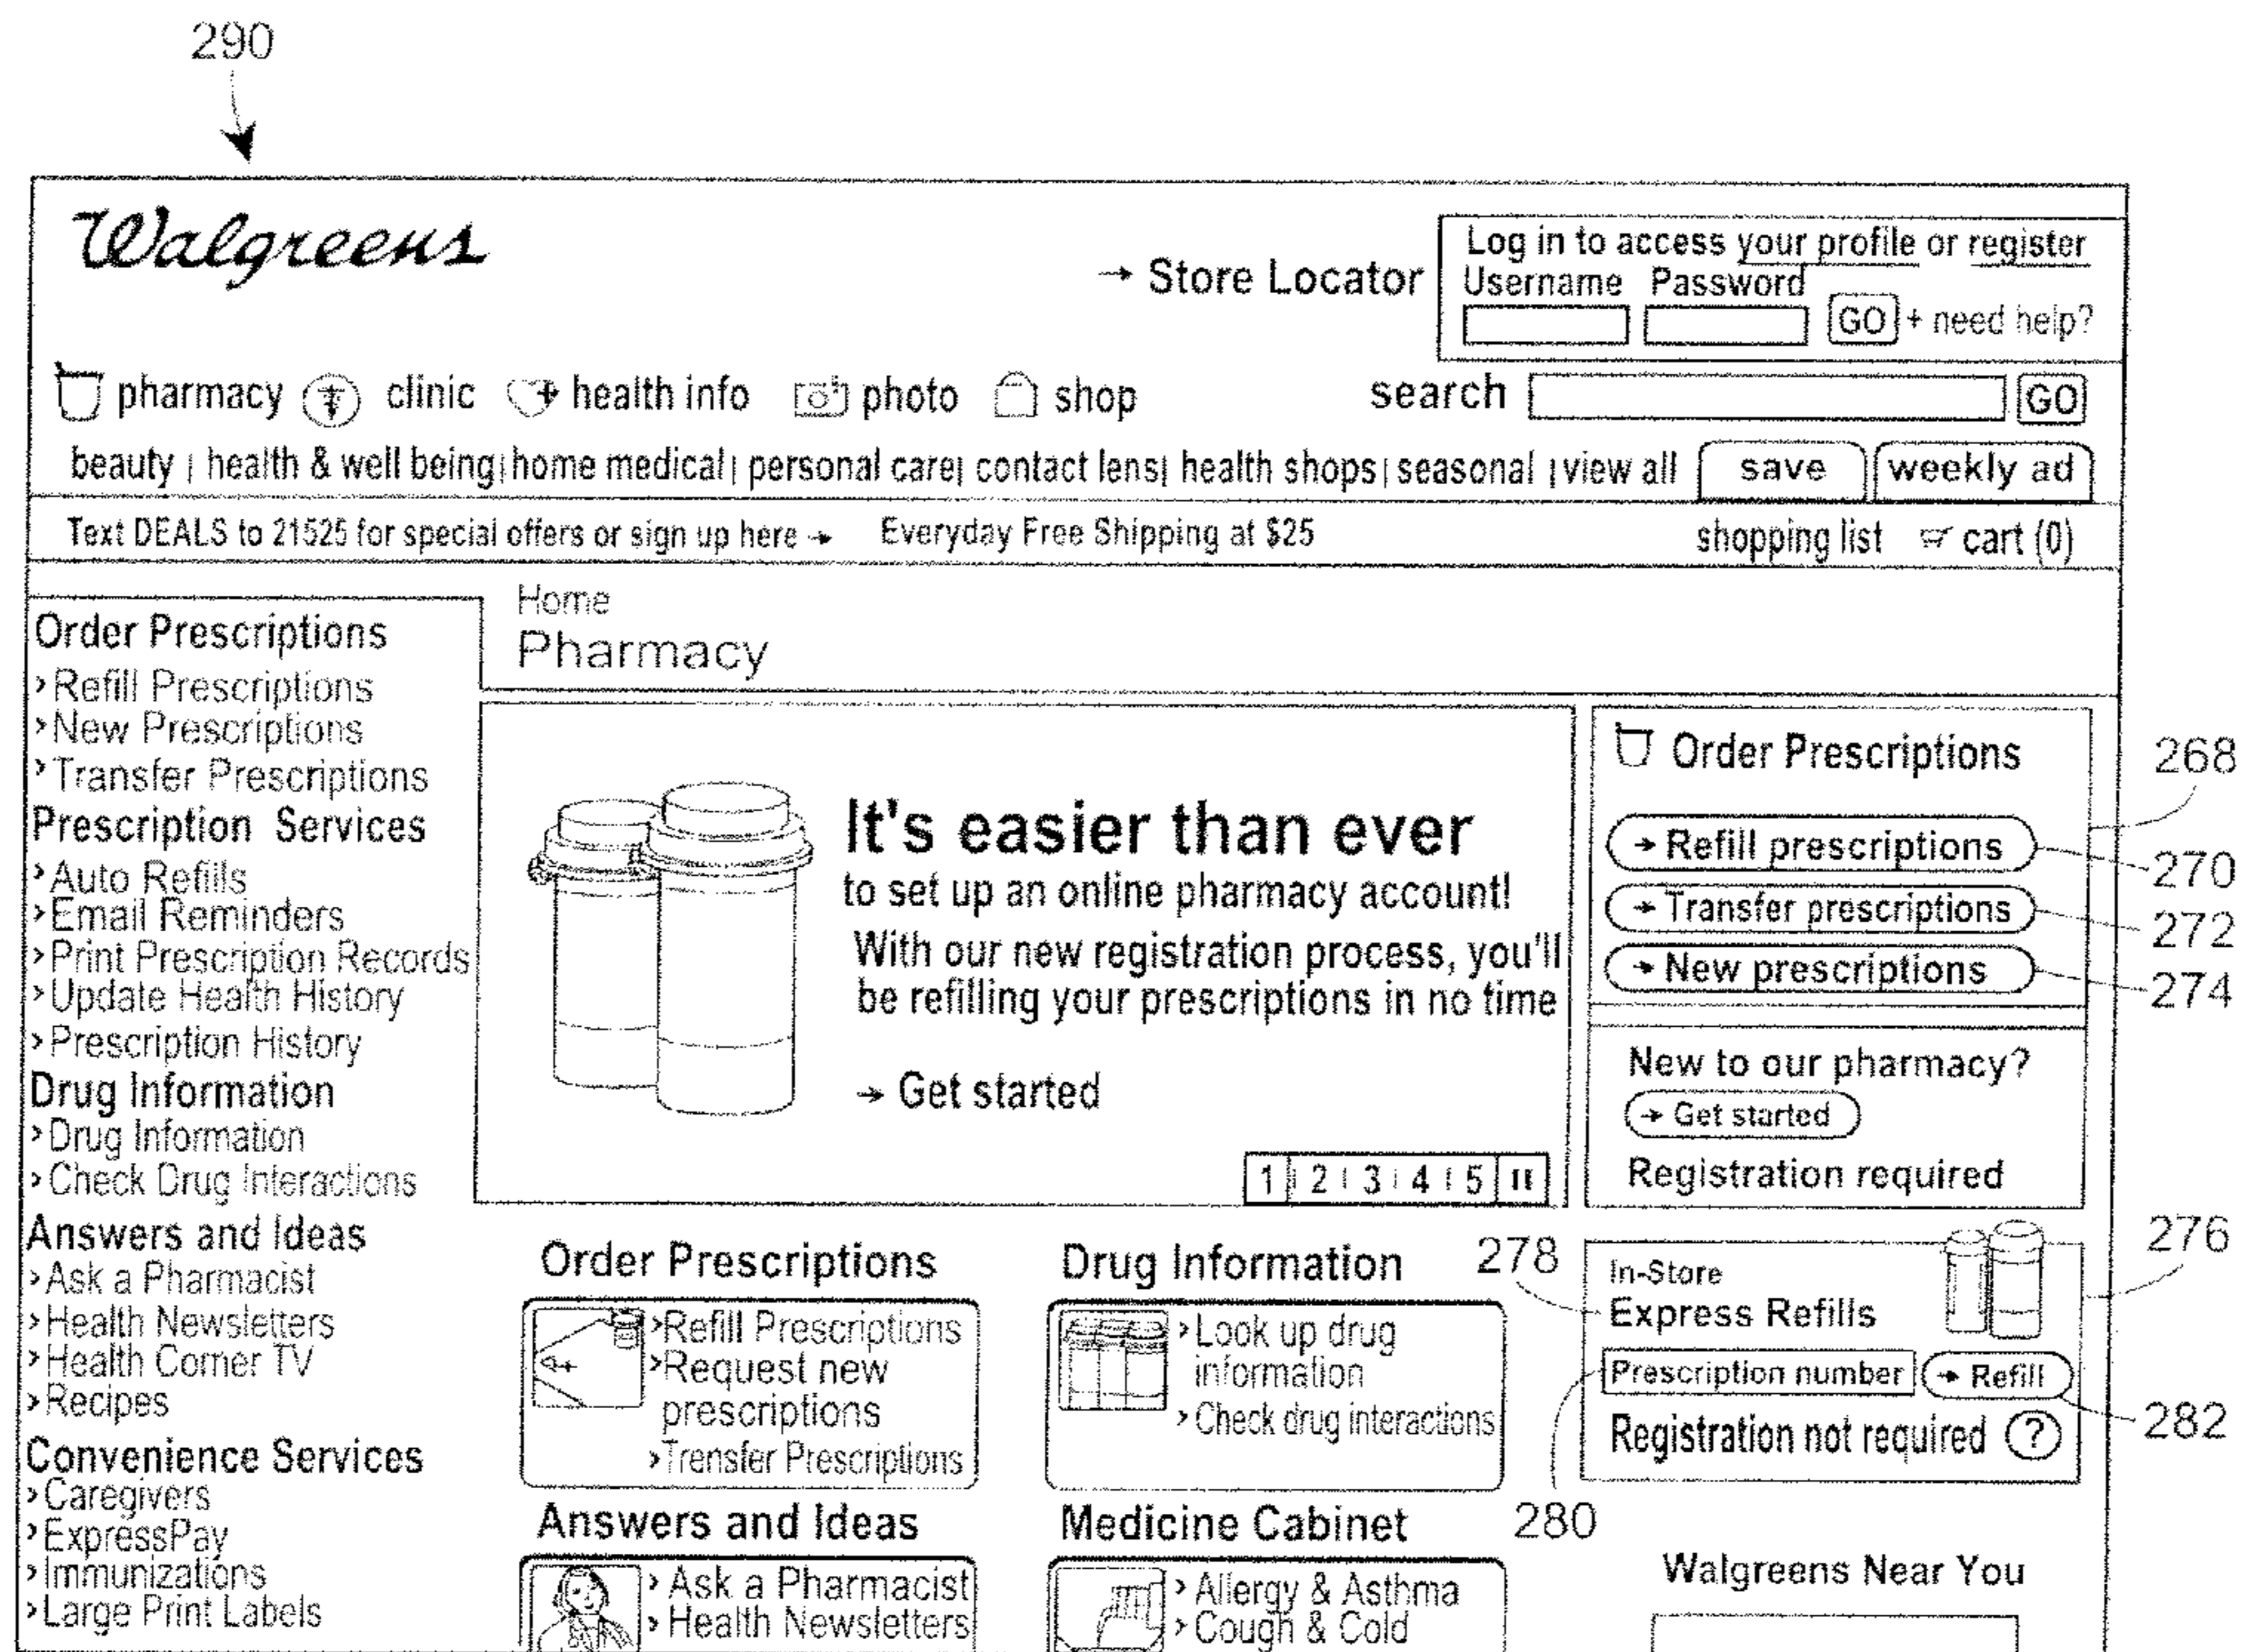 290
Walgreens
→ Store Locator
Log in to access your profile or register
Username Password
GO + need help?
pharmacy clinic health info photo shop
search GO
beauty | health & well being | home medical | personal care | contact lens | health shops | seasonal | view all
save weekly ad
Text DEALS to 21525 for special offers or sign up here → Everyday Free Shipping at $25
shopping list cart (0)
Order Prescriptions
›Refill Prescriptions
›New Prescriptions
›Transfer Prescriptions
Prescription Services
›Auto Refills
›Email Reminders
›Print Prescription Records
›Update Health History
›Prescription History
Drug Information
›Drug Information
›Check Drug Interactions
Answers and Ideas
›Ask a Pharmacist
›Health Newsletters
›Health Corner TV
›Recipes
Convenience Services
›Caregivers
›ExpressPay
›Immunizations
›Large Print Labels
Home
Pharmacy
It's easier than ever
to set up an online pharmacy account!
With our new registration process, you'll
be refilling your prescriptions in no time
→ Get started
1 | 2 | 3 | 4 | 5 | II
Order Prescriptions
268
→ Refill prescriptions
270
→ Transfer prescriptions
272
→ New prescriptions
274
New to our pharmacy?
→ Get started
Registration required
Order Prescriptions
›Refill Prescriptions
›Request new
prescriptions
›Trensfer Prescriptions
Drug Information
›Look up drug
information
›Check drug interactions
278
276
In-Store
Express Refills
Prescription number → Refill
Registration not required ?
282
280
Answers and Ideas
› Ask a Pharmacist
› Health Newsletters
Medicine Cabinet
› Allergy & Asthma
› Cough & Cold
Walgreens Near You